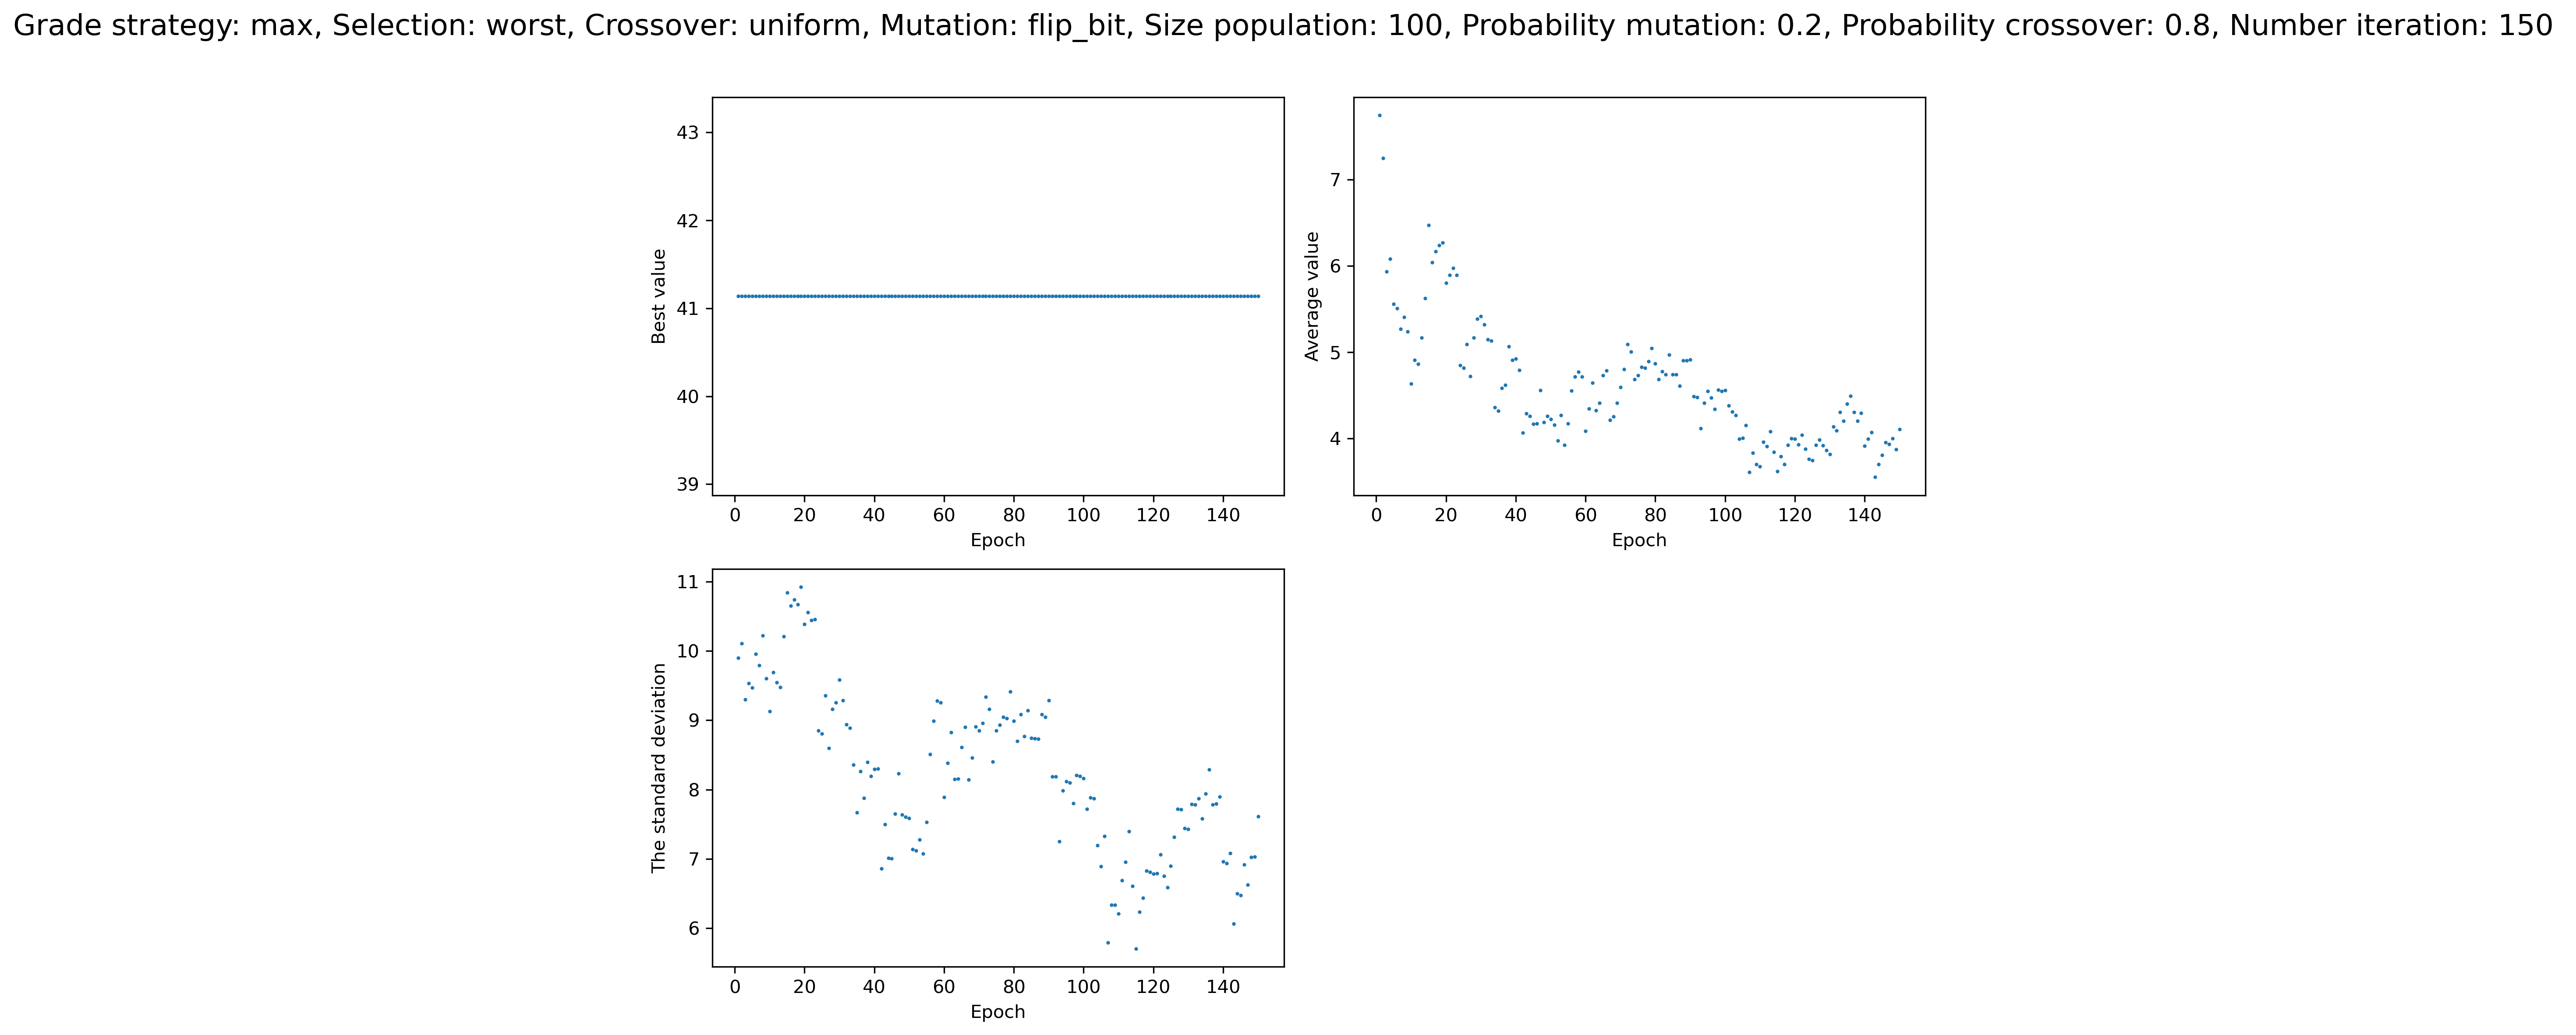 Grade strategy: max, Selection: worst, Crossover: uniform, Mutation: flip_bit, Size population: 100, Probability mutation: 0.2, Probability crossover: 0.8, Number iteration: 150
43
42
41
40
39
Best value
0 20 40 60 80 100 120 140
Epoch
7
6
5
4
Average value
0 20 40 60 80 100 120 140
Epoch
11
10
9
8
7
6
The standard deviation
0 20 40 60 80 100 120 140
Epoch